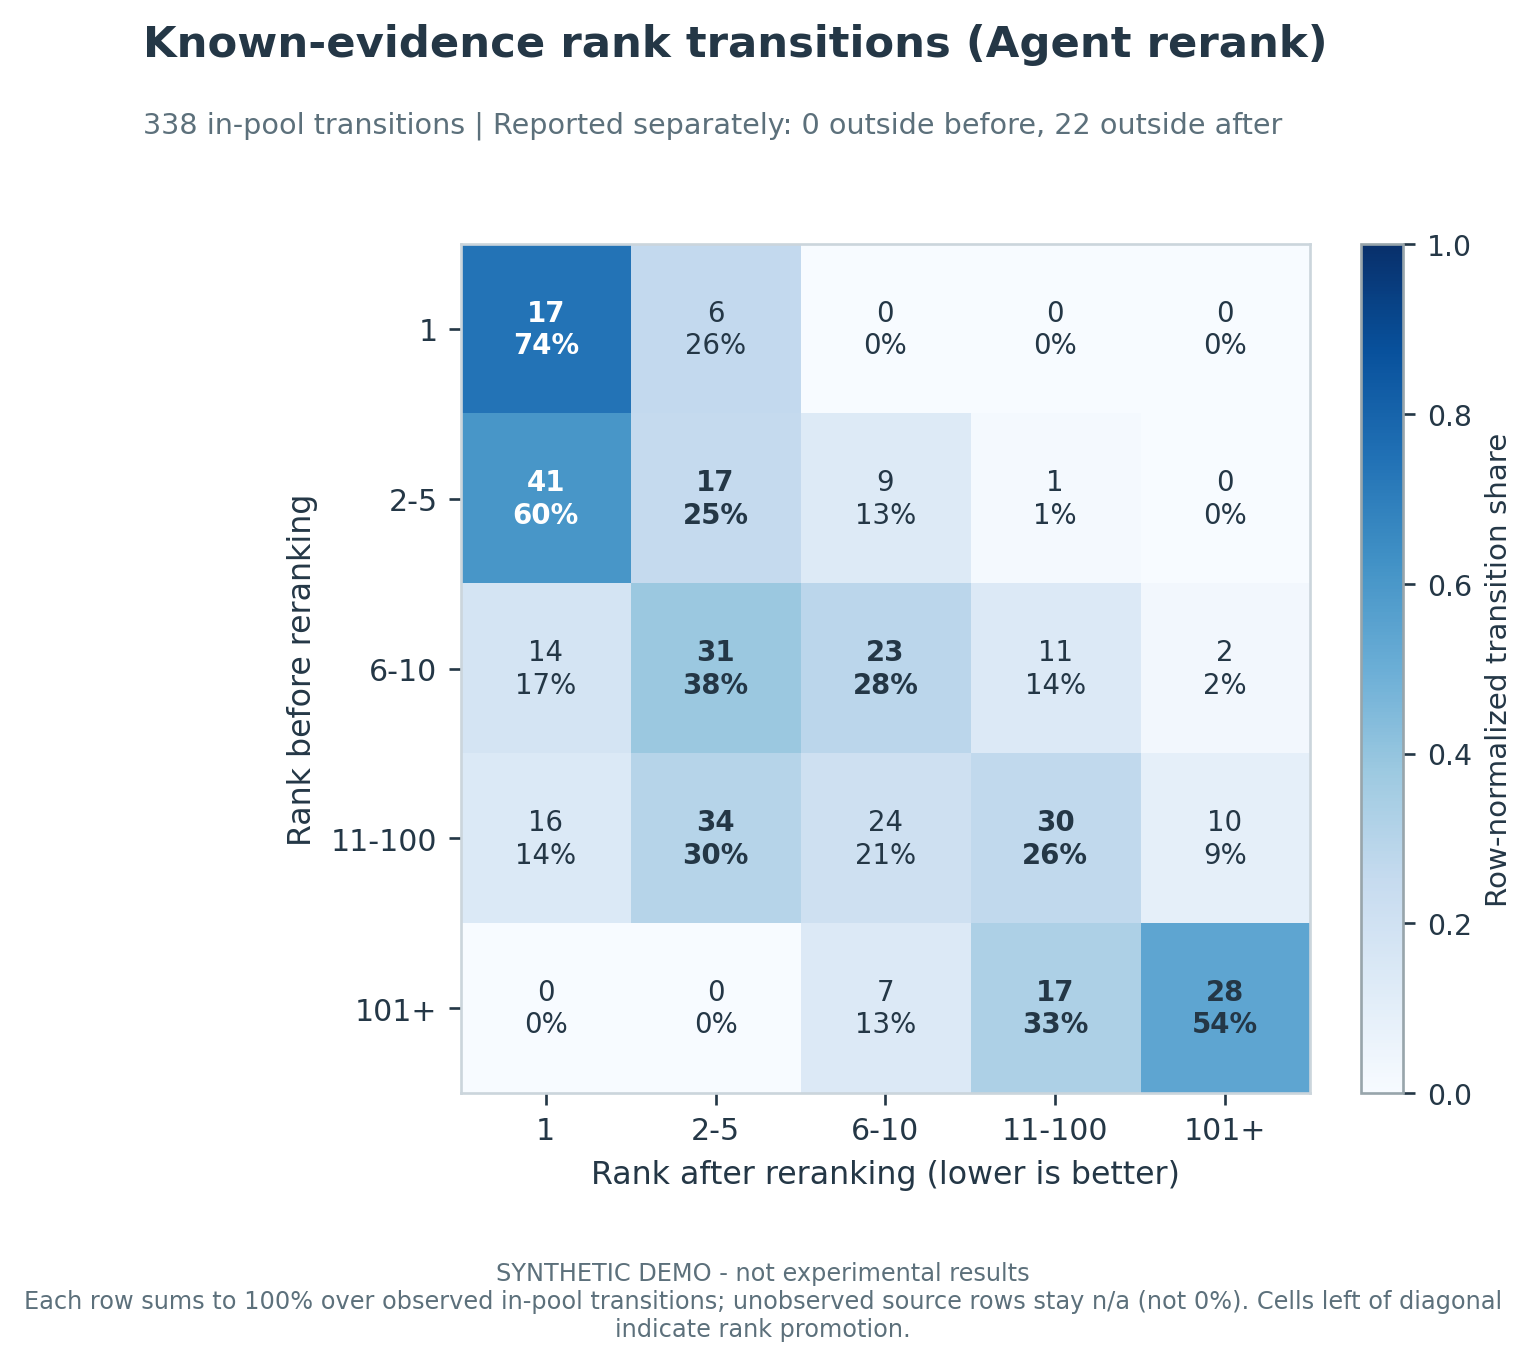 Known-evidence rank transitions (Agent rerank)
338 in-pool transitions | Reported separately: 0 outside before, 22 outside after
1.0
17 6 0 0 0
1
74% 26% 0% 0% 0%
0.8
41 17 9 1 0
2-5
60% 25% 13% 1% 0%
0.6
14 31 23 11 2
6-10
17% 38% 28% 14% 2%
0.4
16 34 24 30 10
11-100
14% 30% 21% 26% 9%
0.2
0 0 7 17 28
101+
0% 0% 13% 33% 54%
0.0
Rank before reranking
Row-normalized transition share
1 2-5 6-10 11-100 101+
Rank after reranking (lower is better)
SYNTHETIC DEMO - not experimental results
Each row sums to 100% over observed in-pool transitions; unobserved source rows stay n/a (not 0%). Cells left of diagonal
indicate rank promotion.